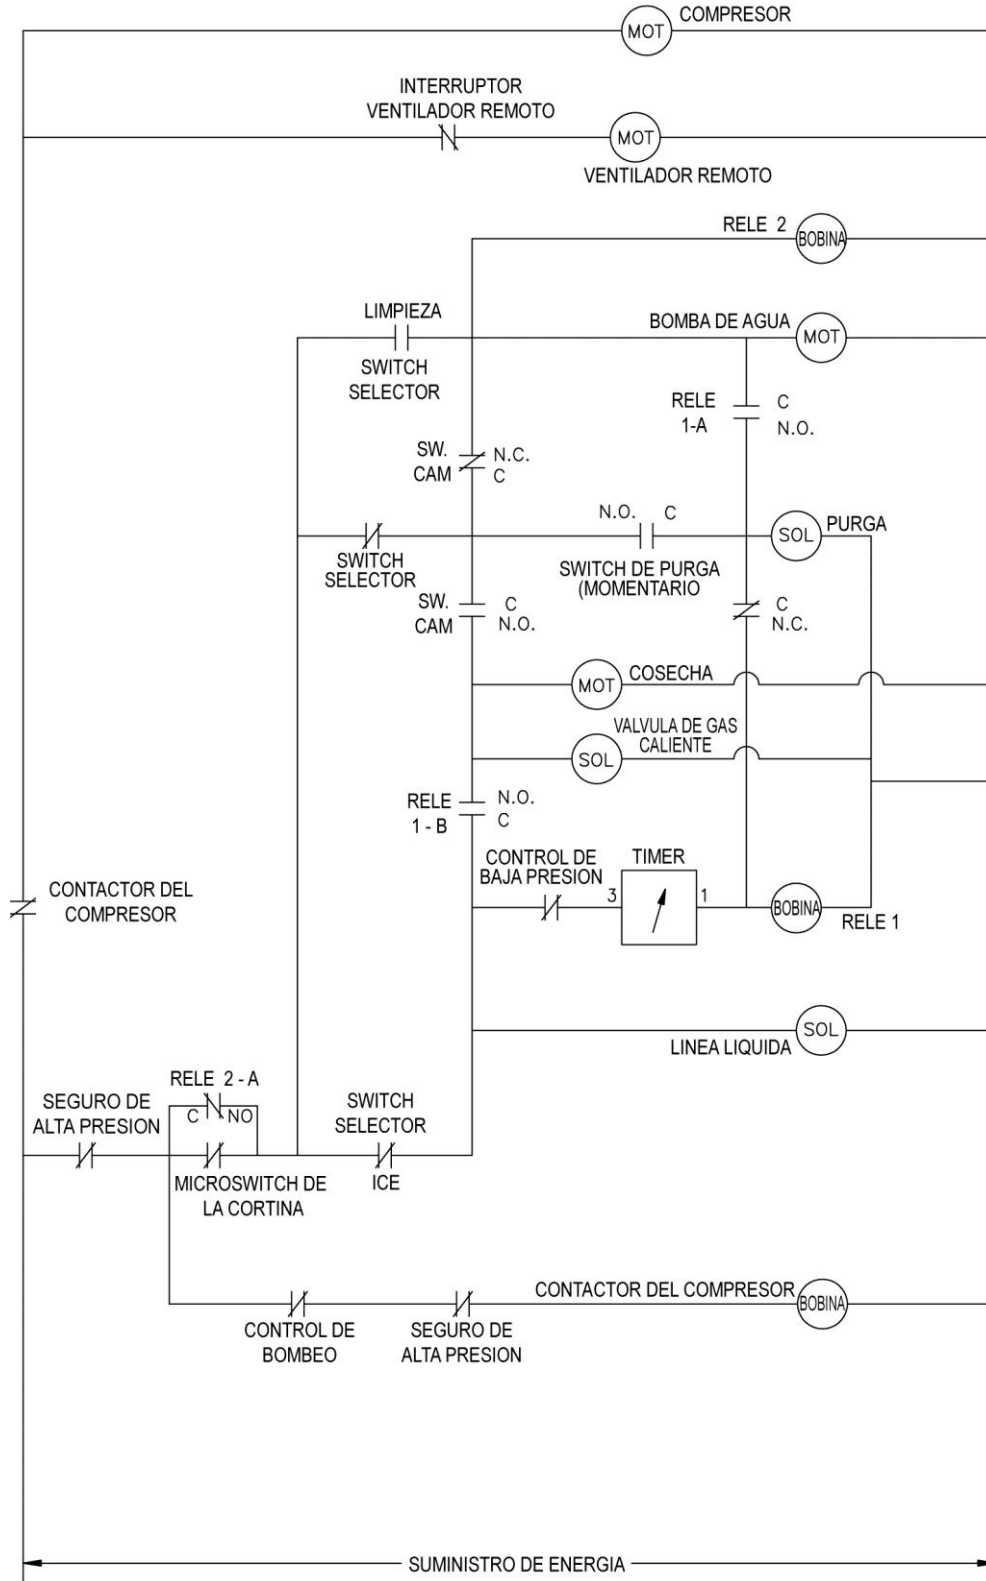 COMPRESOR
MOT
INTERRUPTOR
VENTILADOR REMOTO
MOT
VENTILADOR REMOTO
RELE 2
BOBINA
LIMPIEZA
BOMBA DE AGUA
MOT
SWITCH
SELECTOR
RELE
1-A
C
N.O.
SW.
CAM
N.C.
C
N.O.
C
SOL
PURGA
SWITCH
SELECTOR
SWITCH DE PURGA
(MOMENTARIO
SW.
CAM
C
N.O.
C
N.C.
MOT
COSECHA
VALVULA DE GAS
CALIENTE
SOL
RELE
1 - B
N.O.
C
CONTROL DE
BAJA PRESION
TIMER
3
1
BOBINA
RELE 1
CONTACTOR DEL
COMPRESOR
SOL
LINEA LIQUIDA
RELE 2 - A
C
NO
SEGURO DE
ALTA PRESION
SWITCH
SELECTOR
MICROSWITCH DE
LA CORTINA
ICE
CONTACTOR DEL COMPRESOR
BOBINA
CONTROL DE
BOMBEO
SEGURO DE
ALTA PRESION
SUMINISTRO DE ENERGIA